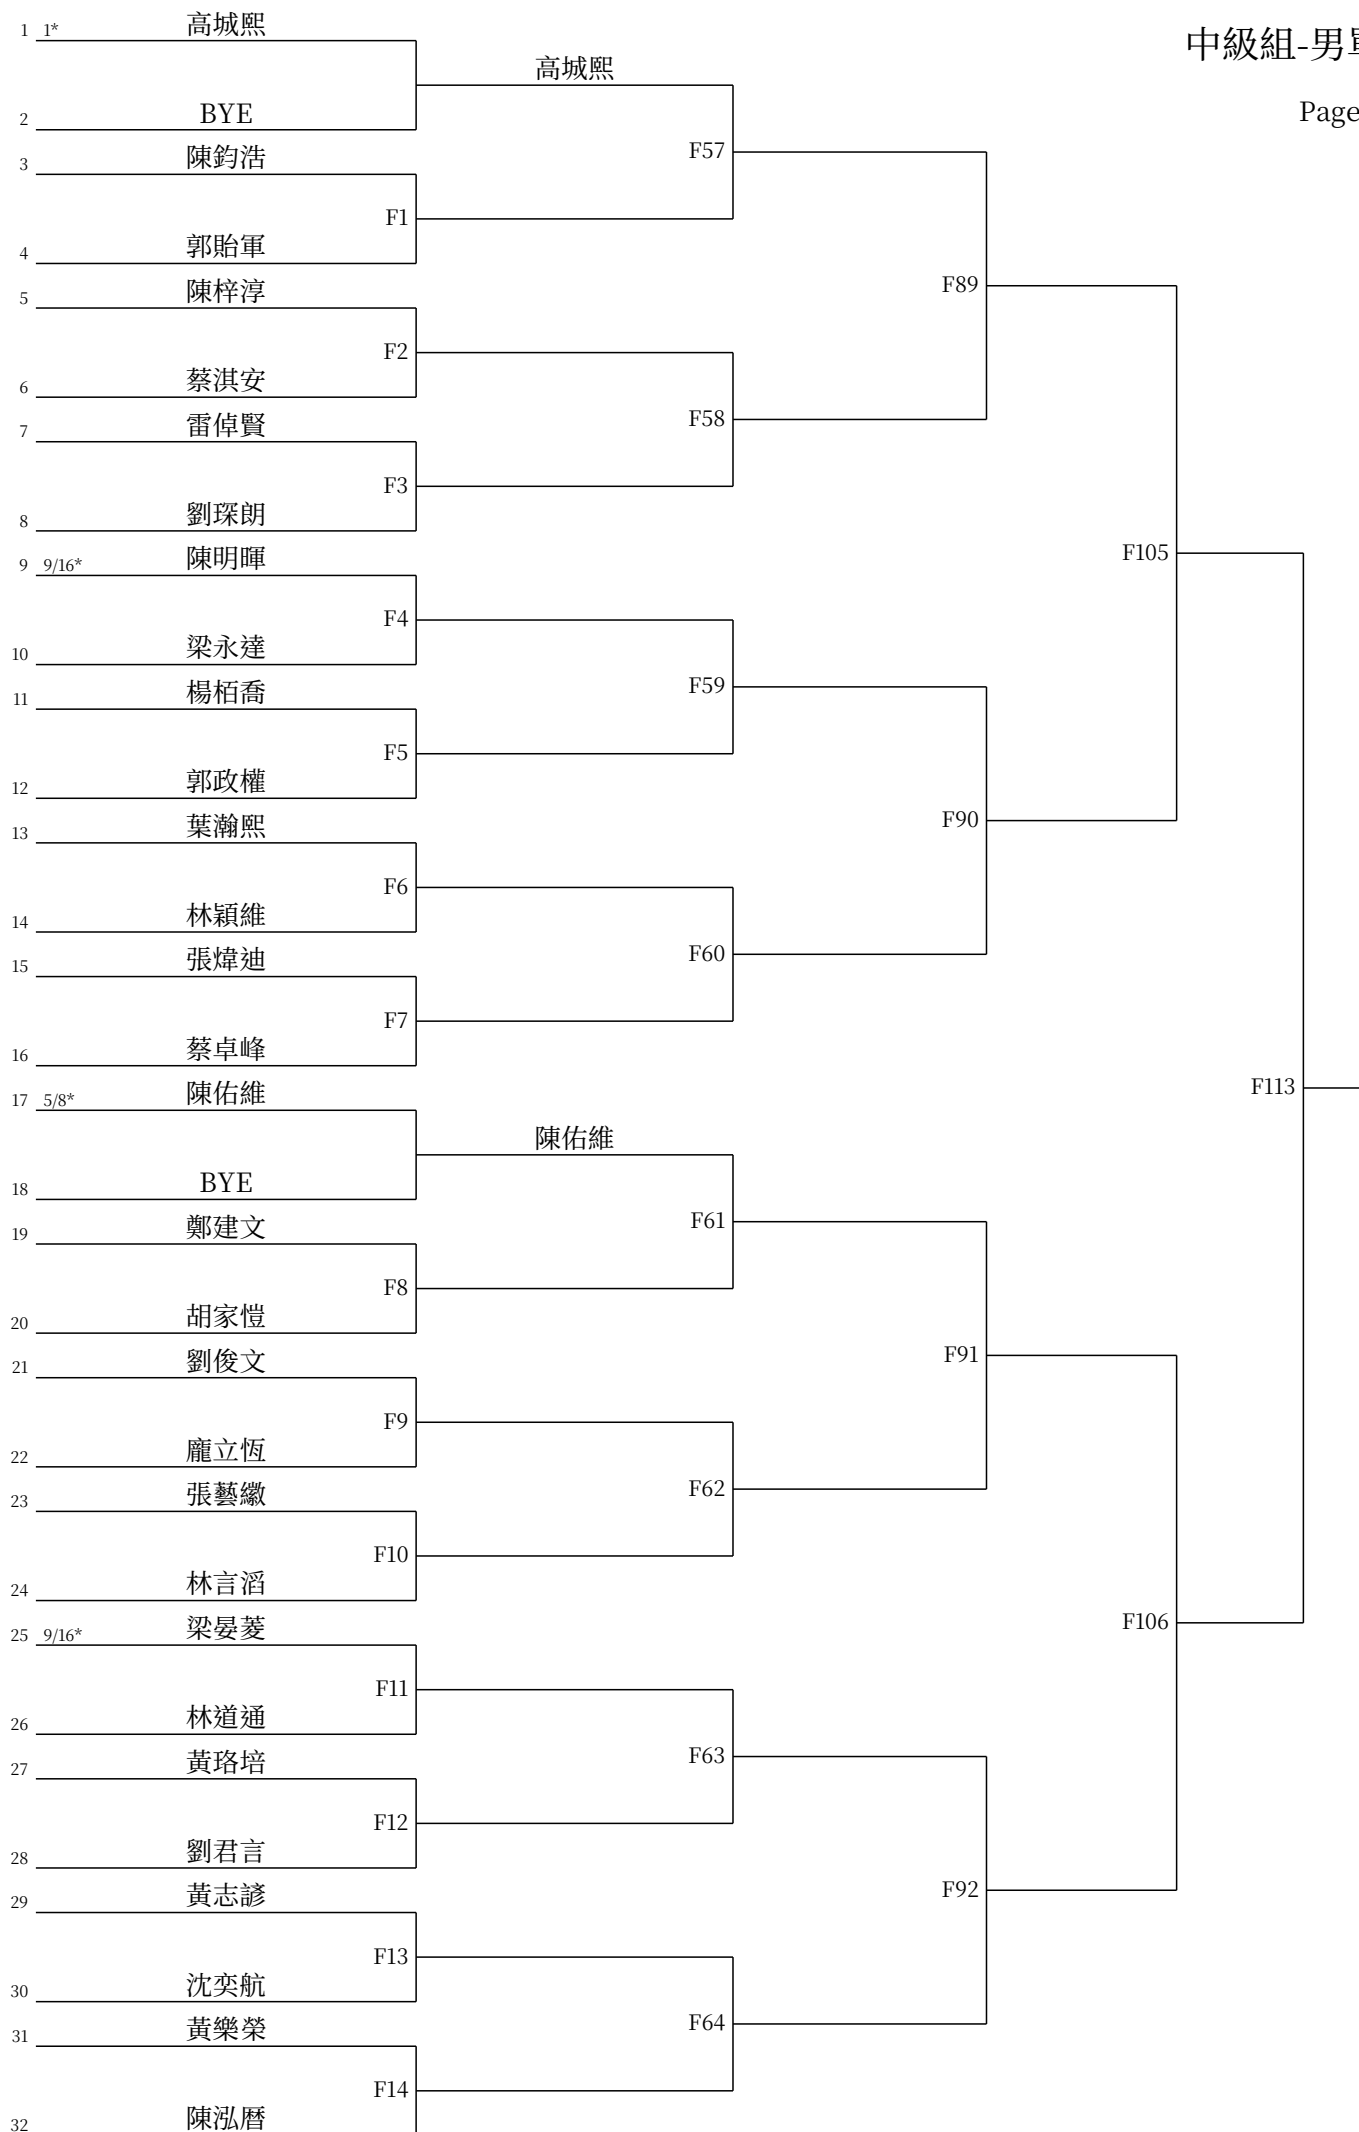 中級組-男單
Page
1 1* 高城熙
高城熙
2 BYE
F57
3 陳鈞浩
F1
4 郭貽軍
F89
5 陳梓淳
F2
6 蔡淇安
F58
7 雷倬賢
F3
8 劉琛朗
F105
9 9/16* 陳明暉
F4
10 梁永達
F59
11 楊栢喬
F5
12 郭政權
F90
13 葉瀚熙
F6
14 林穎維
F60
15 張煒迪
F7
16 蔡卓峰
F113
17 5/8* 陳佑維
陳佑維
18 BYE
F61
19 鄭建文
F8
20 胡家愷
F91
21 劉俊文
F9
22 龐立恆
F62
23 張藝繳
F10
24 林言滔
F106
25 9/16* 梁晏菱
F11
26 林道通
F63
27 黃珞培
F12
28 劉君言
F92
29 黃志諺
F13
30 沈奕航
F64
31 黃樂榮
F14
32 陳泓曆